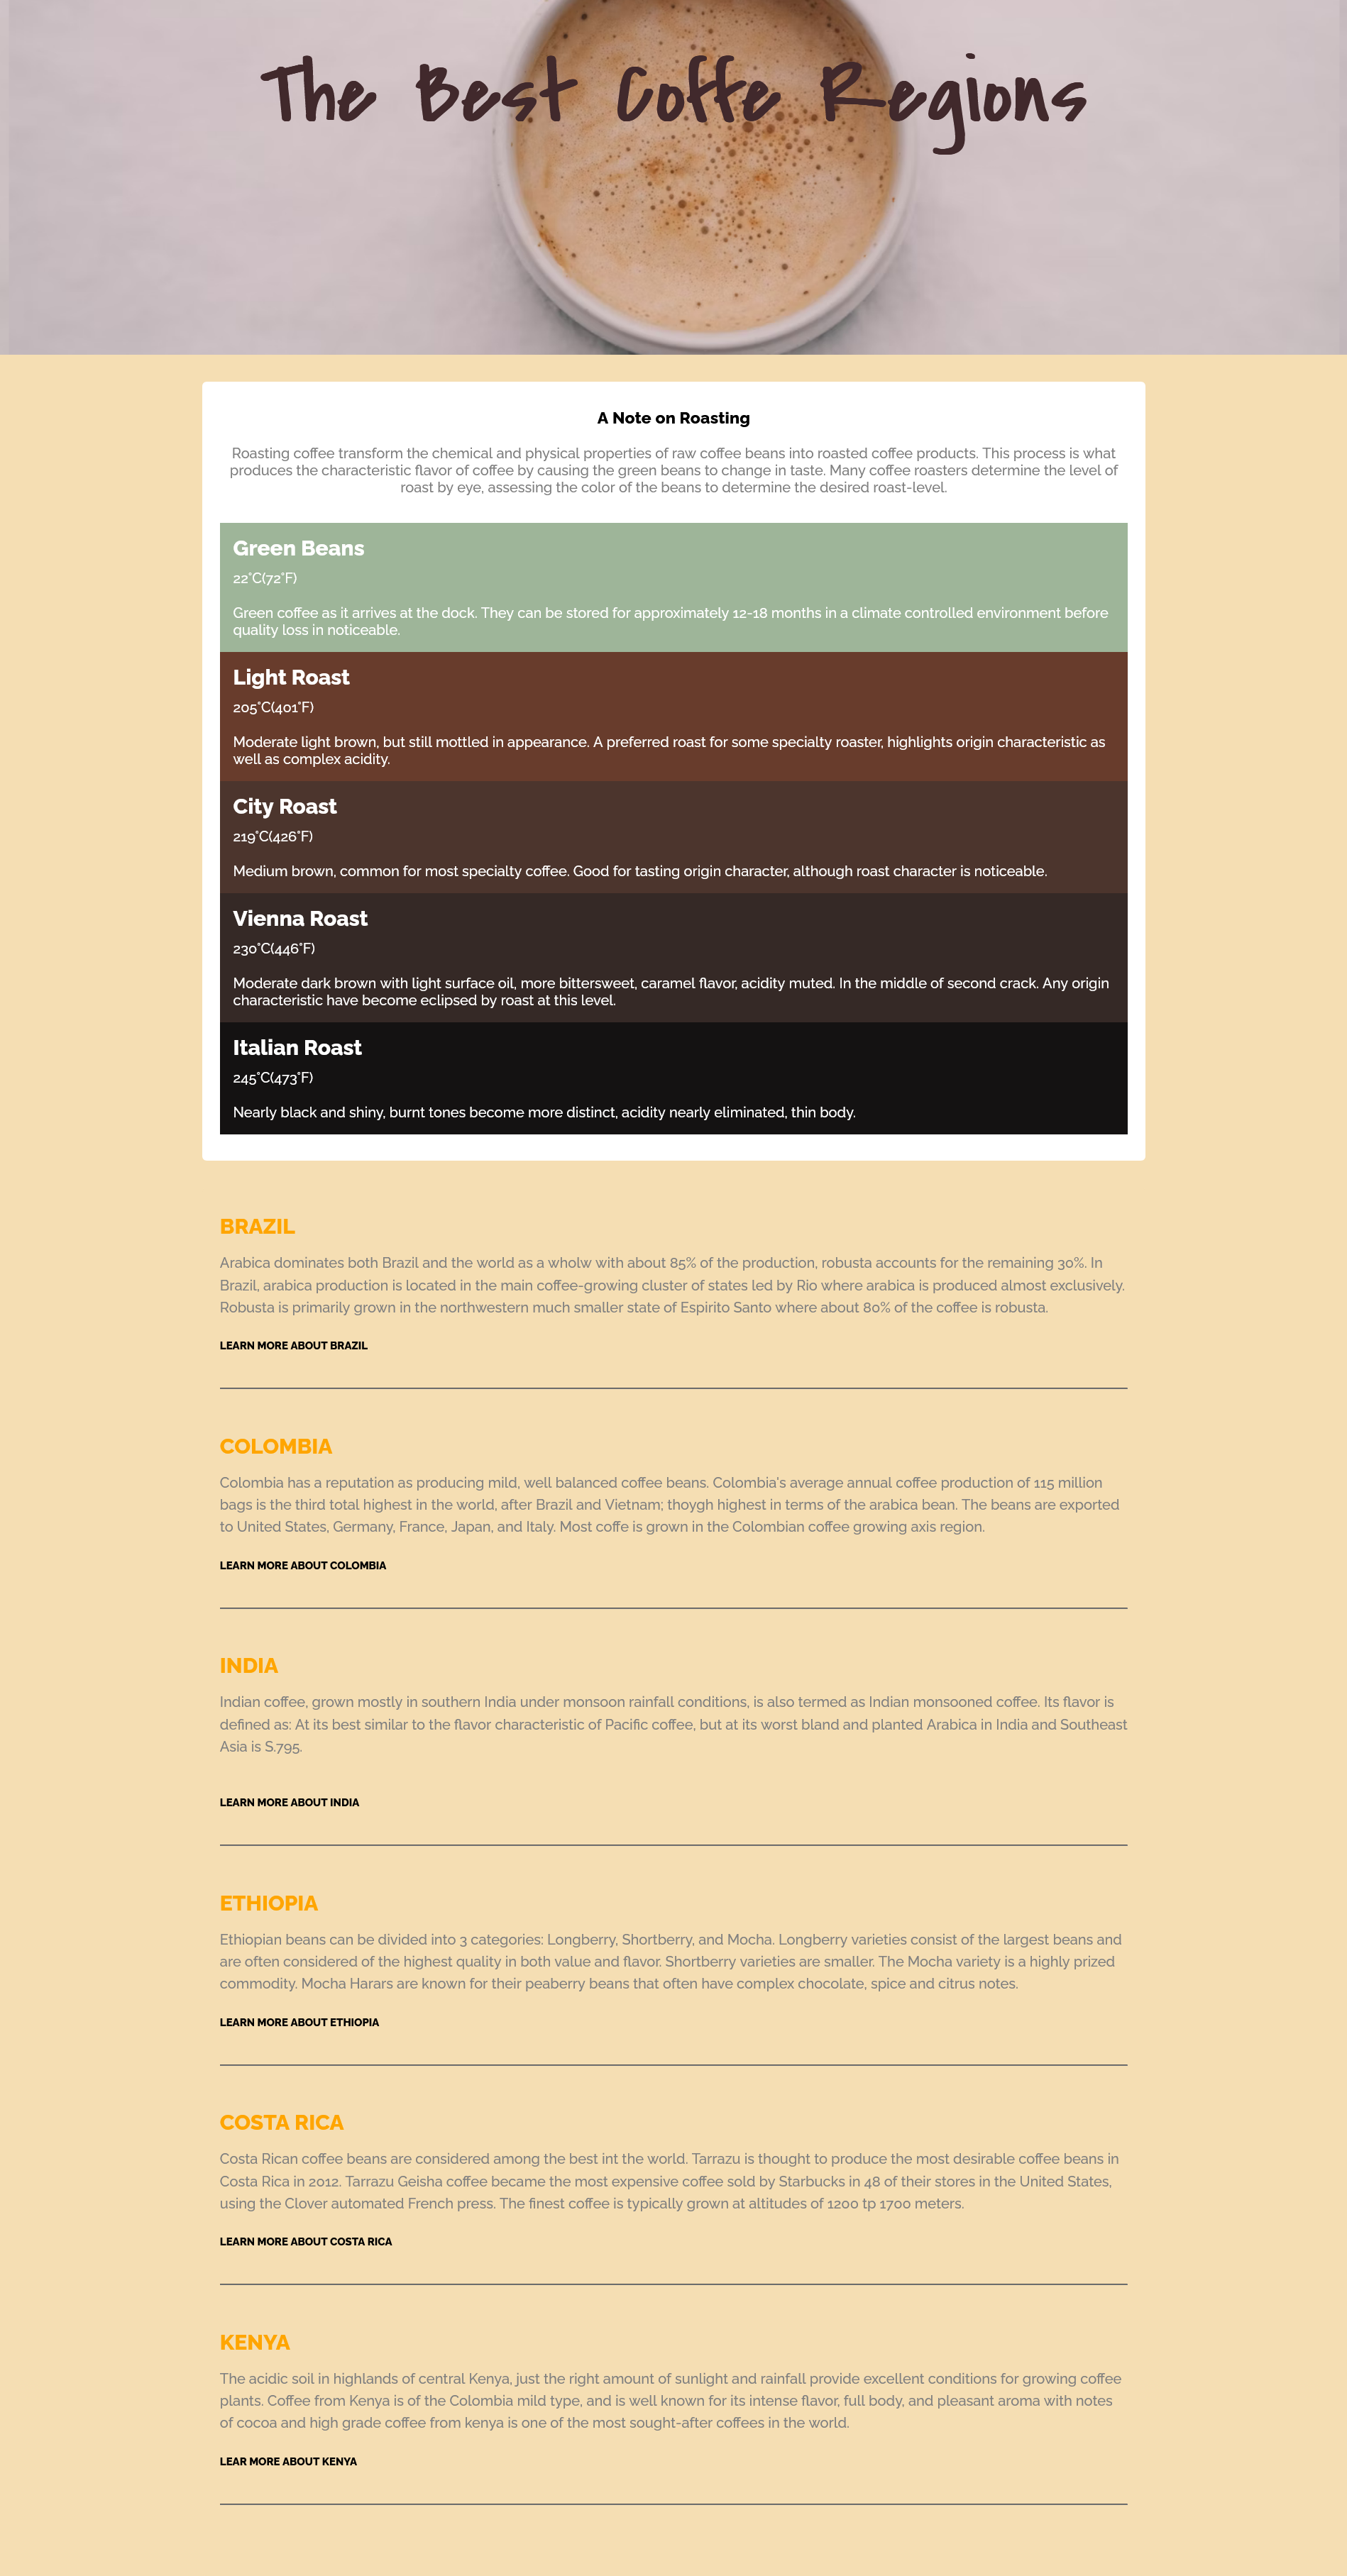 The Best Coffe Regions
A Note on Roasting
Roasting coffee transform the chemical and physical properties of raw coffee beans into roasted coffee products. This process is what
produces the characteristic flavor of coffee by causing the green beans to change in taste. Many coffee roasters determine the level of
roast by eye, assessing the color of the beans to determine the desired roast-level.
Green Beans
22°C(72°F)
Green coffee as it arrives at the dock. They can be stored for approximately 12-18 months in a climate controlled environment before
quality loss in noticeable.
Light Roast
205°C(401°F)
Moderate light brown, but still mottled in appearance. A preferred roast for some specialty roaster, highlights origin characteristic as
well as complex acidity.
City Roast
219°C(426°F)
Medium brown, common for most specialty coffee. Good for tasting origin character, although roast character is noticeable.
Vienna Roast
230°C(446°F)
Moderate dark brown with light surface oil, more bittersweet, caramel flavor, acidity muted. In the middle of second crack. Any origin
characteristic have become eclipsed by roast at this level.
Italian Roast
245°C(473°F)
Nearly black and shiny, burnt tones become more distinct, acidity nearly eliminated, thin body.
BRAZIL
Arabica dominates both Brazil and the world as a wholw with about 85% of the production, robusta accounts for the remaining 30%. In
Brazil, arabica production is located in the main coffee-growing cluster of states led by Rio where arabica is produced almost exclusively.
Robusta is primarily grown in the northwestern much smaller state of Espirito Santo where about 80% of the coffee is robusta.
LEARN MORE ABOUT BRAZIL
COLOMBIA
Colombia has a reputation as producing mild, well balanced coffee beans. Colombia's average annual coffee production of 115 million
bags is the third total highest in the world, after Brazil and Vietnam; thoygh highest in terms of the arabica bean. The beans are exported
to United States, Germany, France, Japan, and Italy. Most coffe is grown in the Colombian coffee growing axis region.
LEARN MORE ABOUT COLOMBIA
INDIA
Indian coffee, grown mostly in southern India under monsoon rainfall conditions, is also termed as Indian monsooned coffee. Its flavor is
defined as: At its best similar to the flavor characteristic of Pacific coffee, but at its worst bland and planted Arabica in India and Southeast
Asia is S.795.
LEARN MORE ABOUT INDIA
ETHIOPIA
Ethiopian beans can be divided into 3 categories: Longberry, Shortberry, and Mocha. Longberry varieties consist of the largest beans and
are often considered of the highest quality in both value and flavor. Shortberry varieties are smaller. The Mocha variety is a highly prized
commodity. Mocha Harars are known for their peaberry beans that often have complex chocolate, spice and citrus notes.
LEARN MORE ABOUT ETHIOPIA
COSTA RICA
Costa Rican coffee beans are considered among the best int the world. Tarrazu is thought to produce the most desirable coffee beans in
Costa Rica in 2012. Tarrazu Geisha coffee became the most expensive coffee sold by Starbucks in 48 of their stores in the United States,
using the Clover automated French press. The finest coffee is typically grown at altitudes of 1200 tp 1700 meters.
LEARN MORE ABOUT COSTA RICA
KENYA
The acidic soil in highlands of central Kenya, just the right amount of sunlight and rainfall provide excellent conditions for growing coffee
plants. Coffee from Kenya is of the Colombia mild type, and is well known for its intense flavor, full body, and pleasant aroma with notes
of cocoa and high grade coffee from kenya is one of the most sought-after coffees in the world.
LEAR MORE ABOUT KENYA